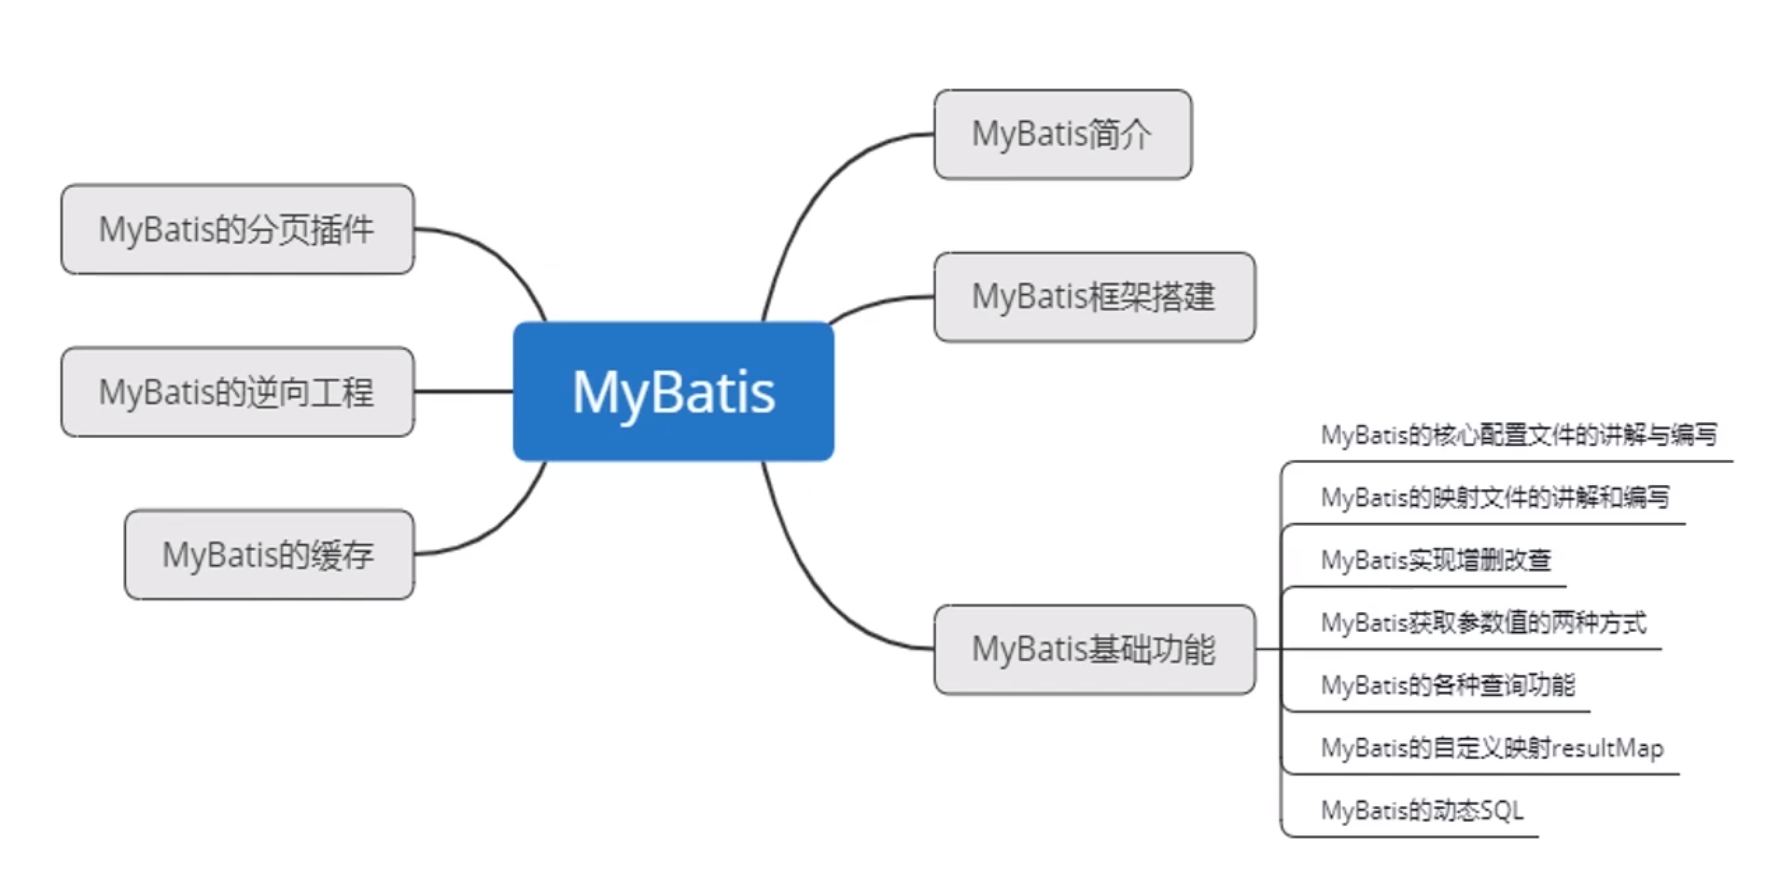 MyBatis
MyBatis简介
MyBatis框架搭建
MyBatis基础功能
MyBatis的核心配置文件的讲解与编写
MyBatis的映射文件的讲解和编写
MyBatis实现增删改查
MyBatis获取参数值的两种方式
MyBatis的各种查询功能
MyBatis的自定义映射resultMap
MyBatis的动态SQL
MyBatis的分页插件
MyBatis的逆向工程
MyBatis的缓存